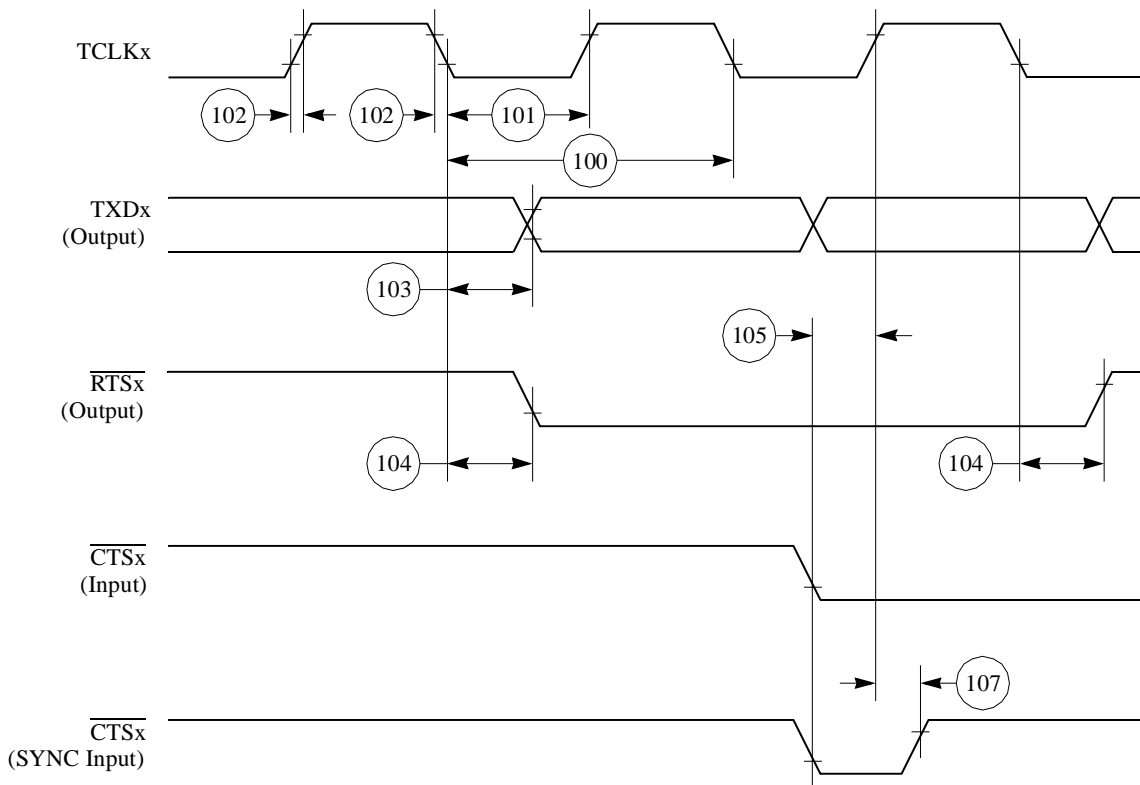 TCLKx
102
102
101
100
TXDx
(Output)
103
105
RTSx
(Output)
104
104
CTSx
(Input)
107
CTSx
(SYNC Input)